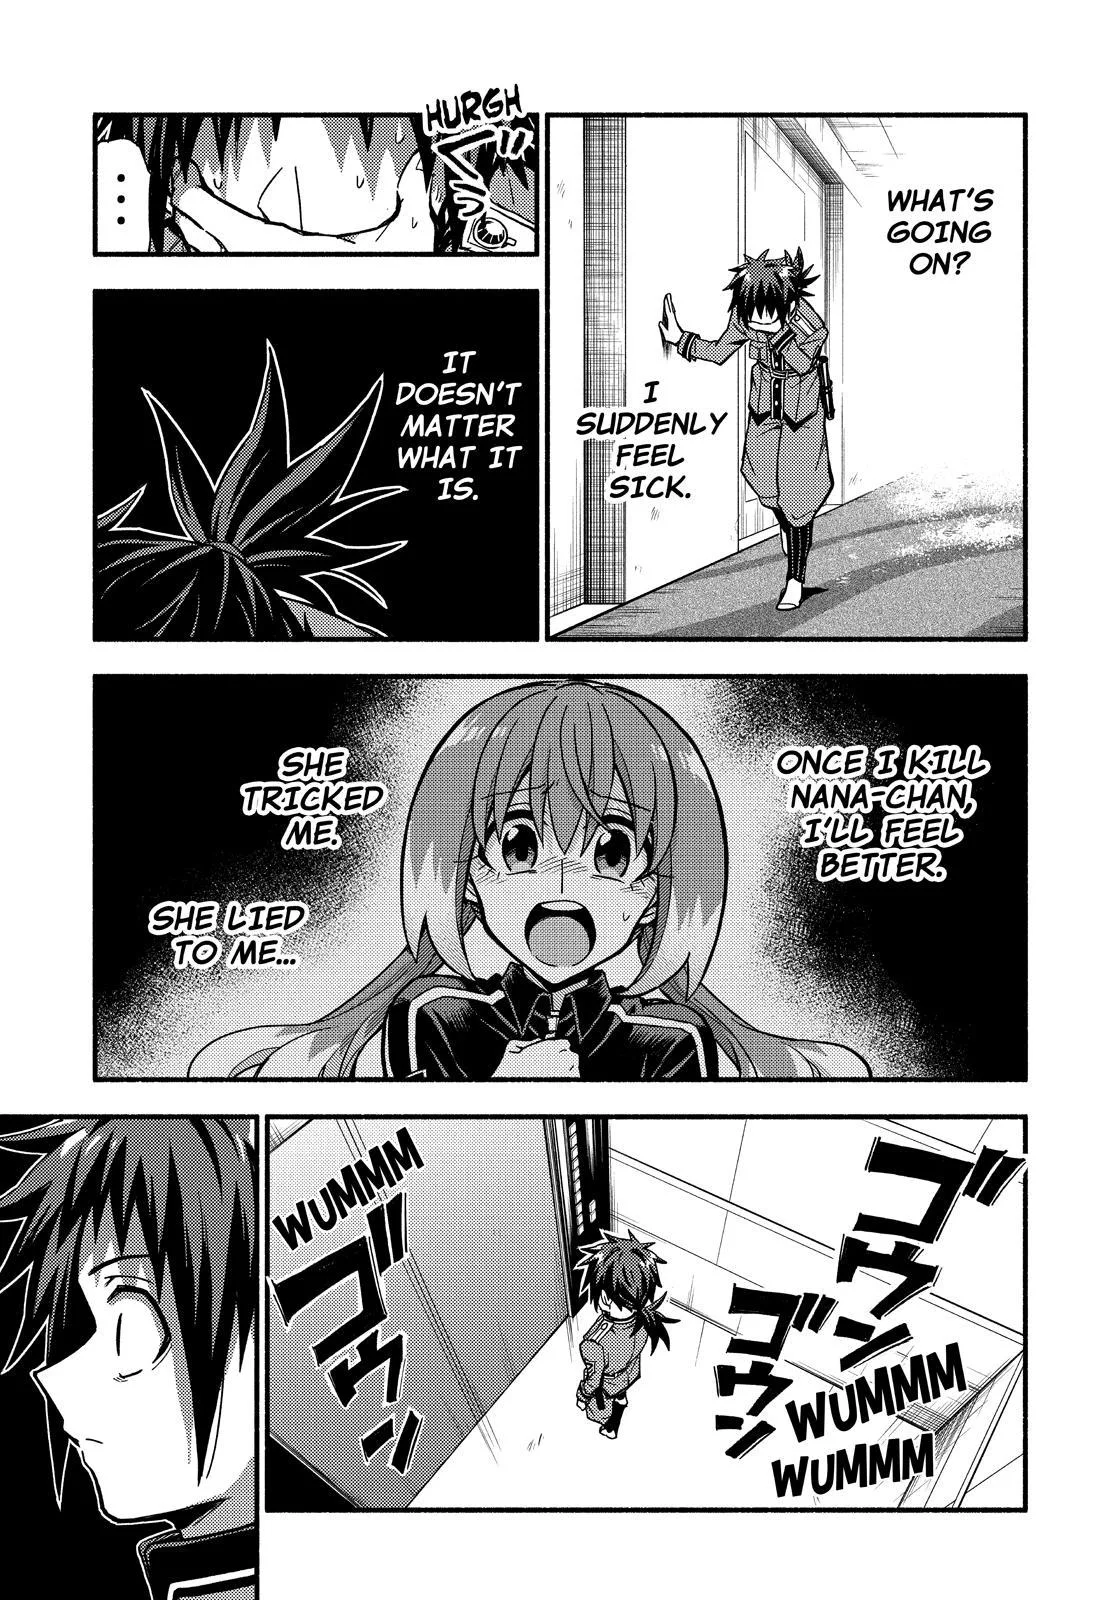 WHAT'S
GOING
ON?
I
SUDDENLY
FEEL
SICK.
HURGH
...
IT
DOESN'T
MATTER
WHAT IT
IS.
ONCE I KILL
NANA-CHAN,
I'LL FEEL
BETTER.
SHE
TRICKED
ME.
SHE LIED
TO ME...
ゴウン
WUMMM
ゴウン
WUMMM
WUMMM
ゴウン